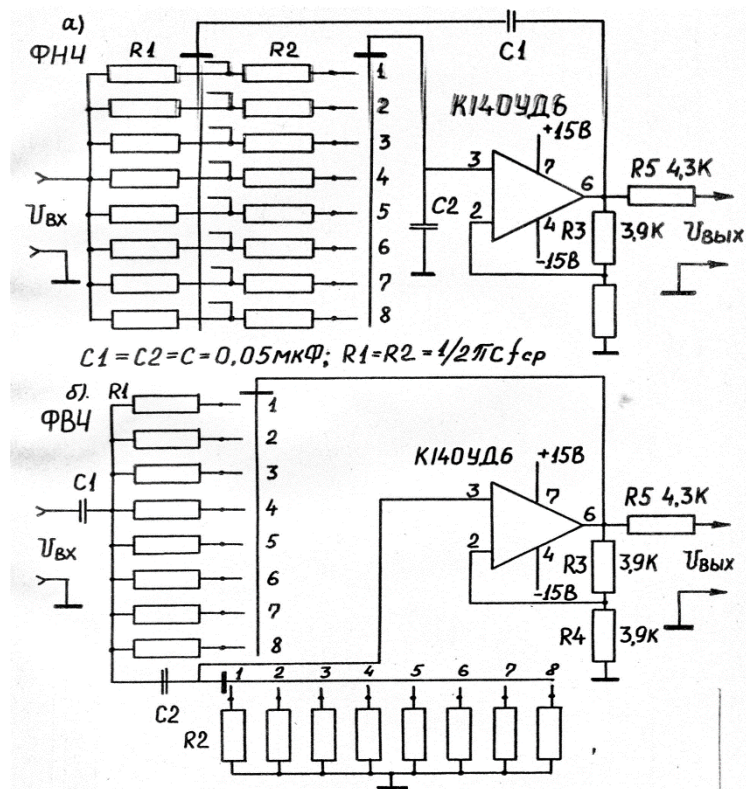 а)
ФНЧ
R1
R2
C1
1
2
3
4
5
6
7
8
Uвх
C2
К140УД6
+15В
3
7
6
2
4
-15В
R5 4,3К
R3
3,9К
Uвых
C1=C2=C=0,05мкФ; R1=R2=1/2πCfср
б).
ФВЧ
R1
C1
1
2
3
4
5
6
7
8
Uвх
К140УД6
+15В
3
7
6
2
4
-15В
R5 4,3К
R3
3,9К
Uвых
R4
3,9К
C2
1 2 3 4 5 6 7 8
R2